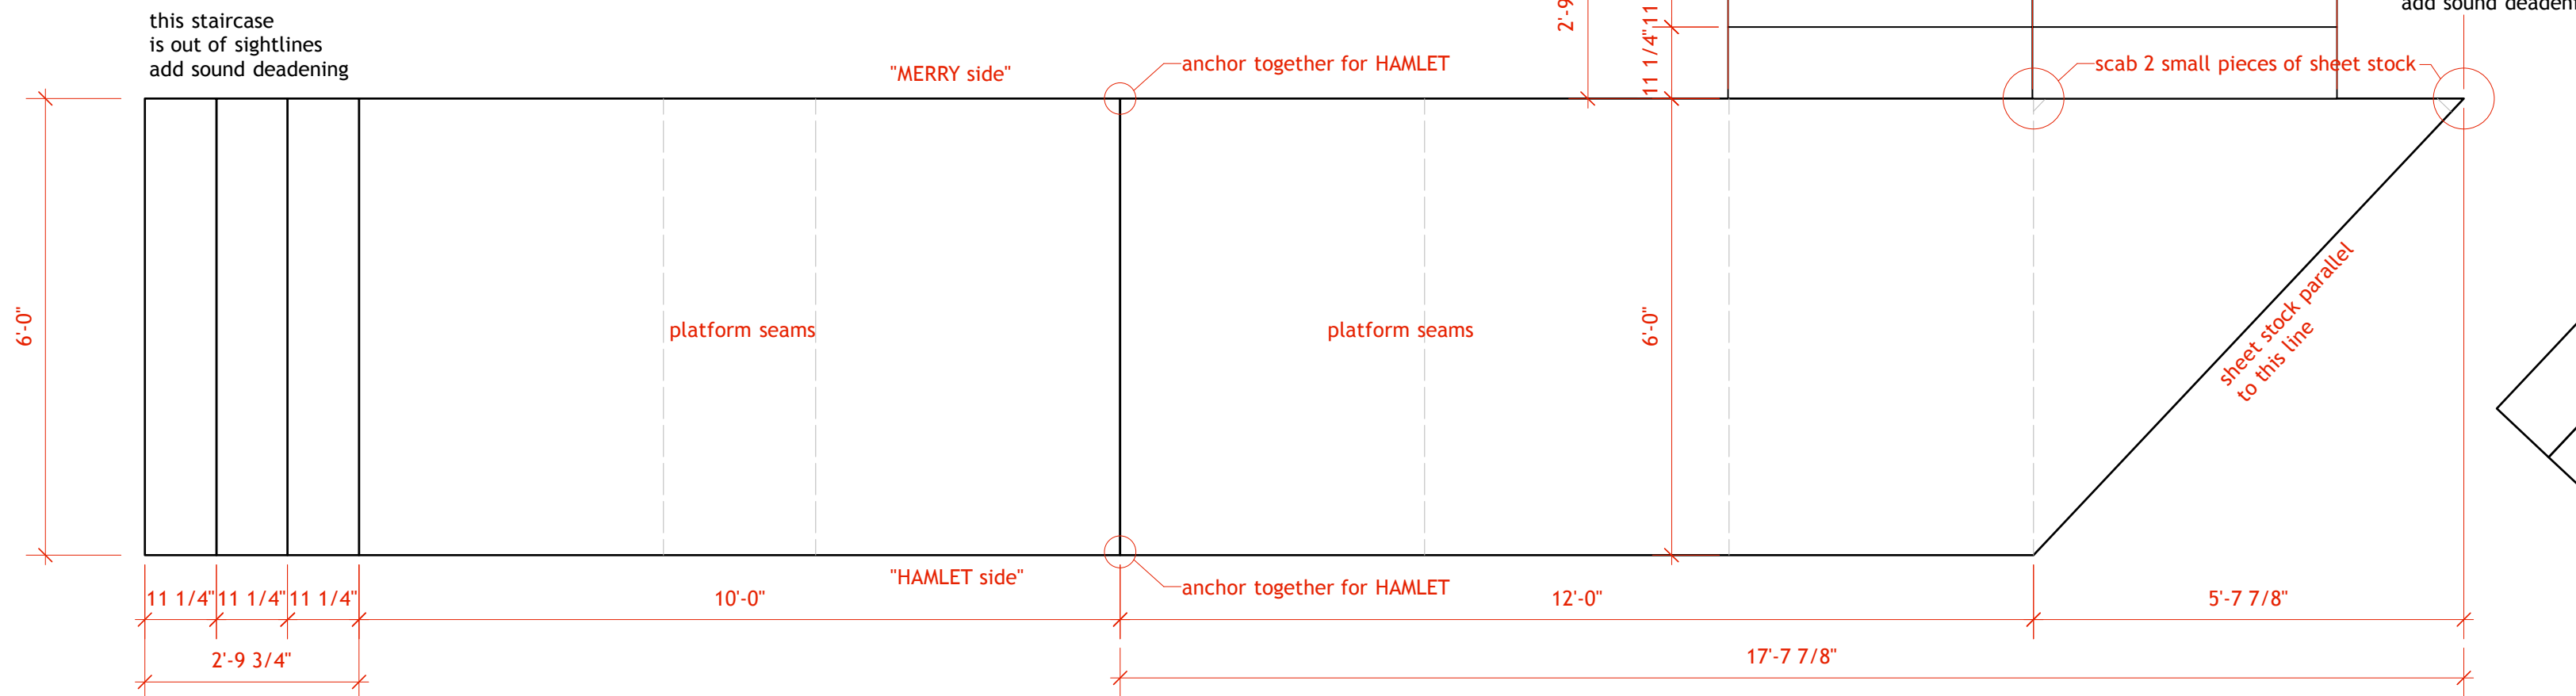 this staircase
is out of sightlines
add sound deadening
"MERRY side"
anchor together for HAMLET
2'-9
11 1/4"
11
scab 2 small pieces of sheet stock
6'-0"
platform seams
platform seams
6'-0"
sheet stock parallel
to this line
"HAMLET side"
anchor together for HAMLET
11 1/4"
11 1/4"
11 1/4"
10'-0"
12'-0"
5'-7 7/8"
2'-9 3/4"
17'-7 7/8"